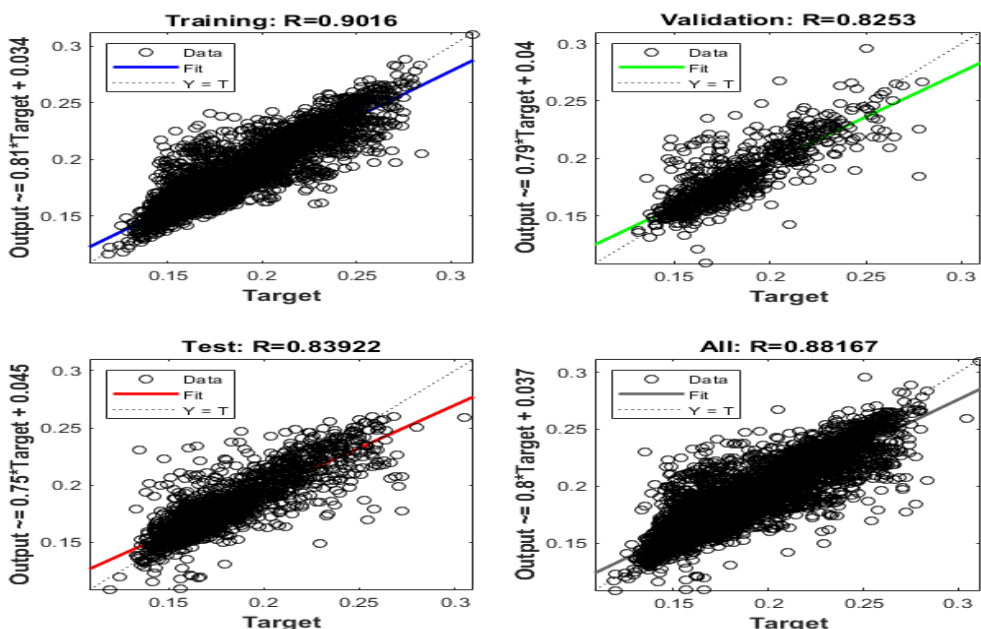 Training: R=0.9016
Output ~= 0.81*Target + 0.034
0.3
0.25
0.2
0.15
Data
Fit
Y = T
0.15
0.2
0.25
0.3
Target
Validation: R=0.8253
Output ~= 0.79*Target + 0.04
0.3
0.25
0.2
0.15
Data
Fit
Y = T
0.15
0.2
0.25
0.3
Target
Test: R=0.83922
Output ~= 0.75*Target + 0.045
0.3
0.25
0.2
0.15
Data
Fit
Y = T
0.15
0.2
0.25
0.3
Target
All: R=0.88167
Output ~= 0.8*Target + 0.037
0.3
0.25
0.2
0.15
Data
Fit
Y = T
0.15
0.2
0.25
0.3
Target